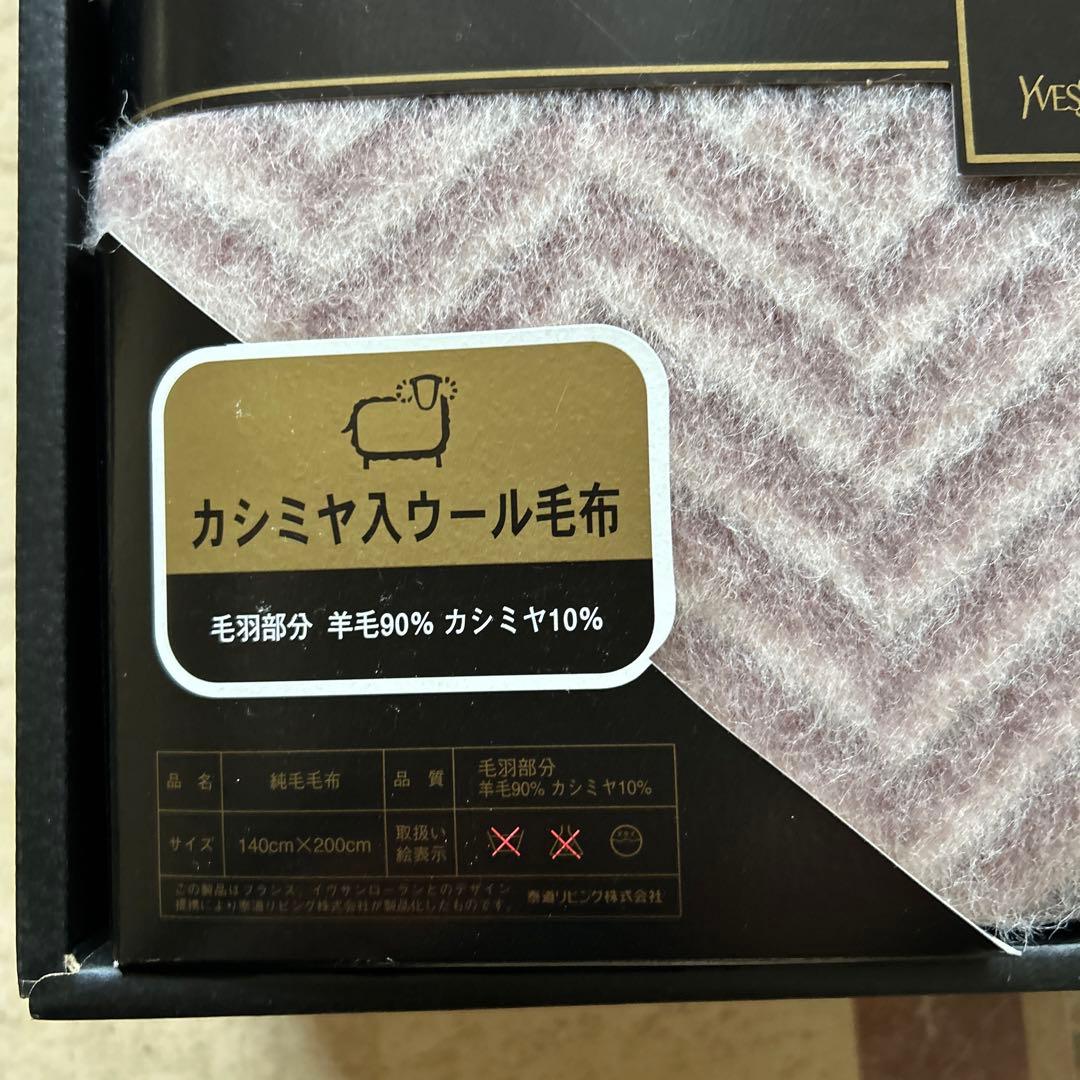 YVES
カシミヤ入ウール毛布
毛羽部分 羊毛90% カシミヤ10%
品 名 純毛毛布 品 質 毛羽部分
羊毛90% カシミヤ10%
サイズ 140cm×200cm 取扱い
絵表示
この製品はフランス、イヴサンローランとのデザイン
提携により泰道リビング株式会社が製品化したものです。 泰道リビング株式会社